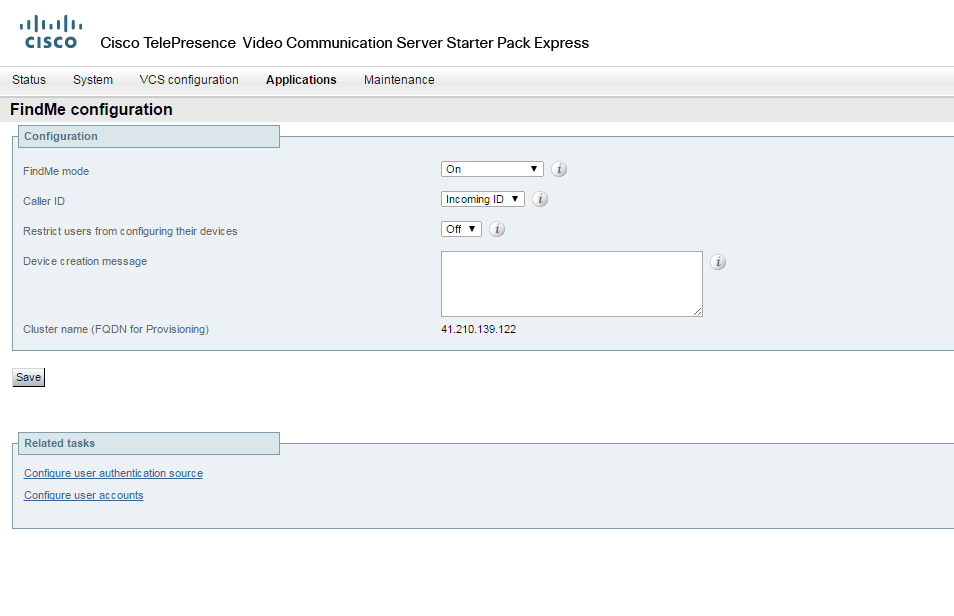 CISCO
Cisco TelePresence Video Communication Server Starter Pack Express
Status System VCS configuration Applications Maintenance
FindMe configuration
Configuration
FindMe mode On
Caller ID Incoming ID
Restrict users from configuring their devices Off
Device creation message
Cluster name (FQDN for Provisioning) 41.210.139.122
Save
Related tasks
Configure user authentication source
Configure user accounts